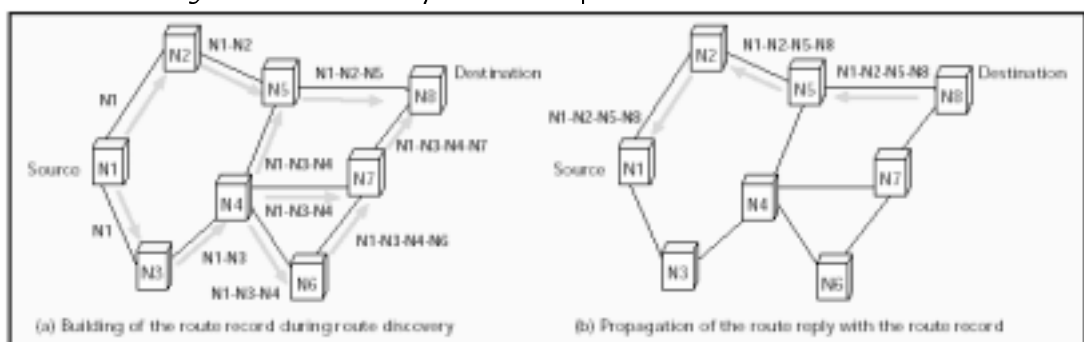 N1-N2
N2
N1-N2-N5
Destination
N5
N8
N1
N1-N3-N4-N7
Source
N1
N1-N3-N4
N7
N4
N1-N3-N4
N1
N1-N3-N4-N6
N3
N1-N3
N6
N1-N3-N4
(a) Building of the route record during route discovery
N1-N2-N5-N8
N2
N1-N2-N5-N8
Destination
N5
N8
N1-N2-N5-N8
Source
N1
N7
N4
N3
N6
(b) Propagation of the route reply with the route record